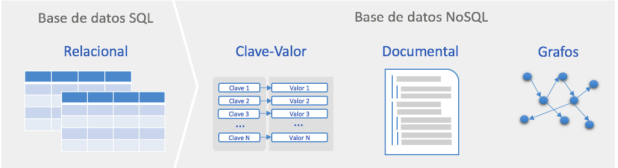 Base de datos SQL
Base de datos NoSQL
Relacional
Clave-Valor
Documental
Grafos
Clave 1
Valor 1
Clave 2
Valor 2
Clave 3
Valor 3
...
...
Clave N
Valor N